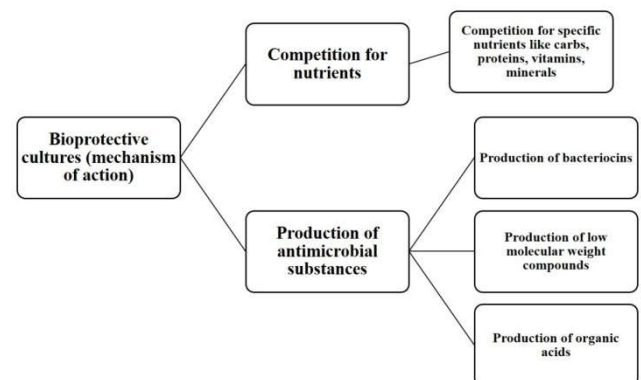 Competition for specific
nutrients like carbs,
proteins, vitamins,
minerals
Competition for
nutrients
Bioprotective
cultures (mechanism
of action)
Production of bacteriocins
Production of
antimicrobial
substances
Production of low
molecular weight
compounds
Production of organic
acids